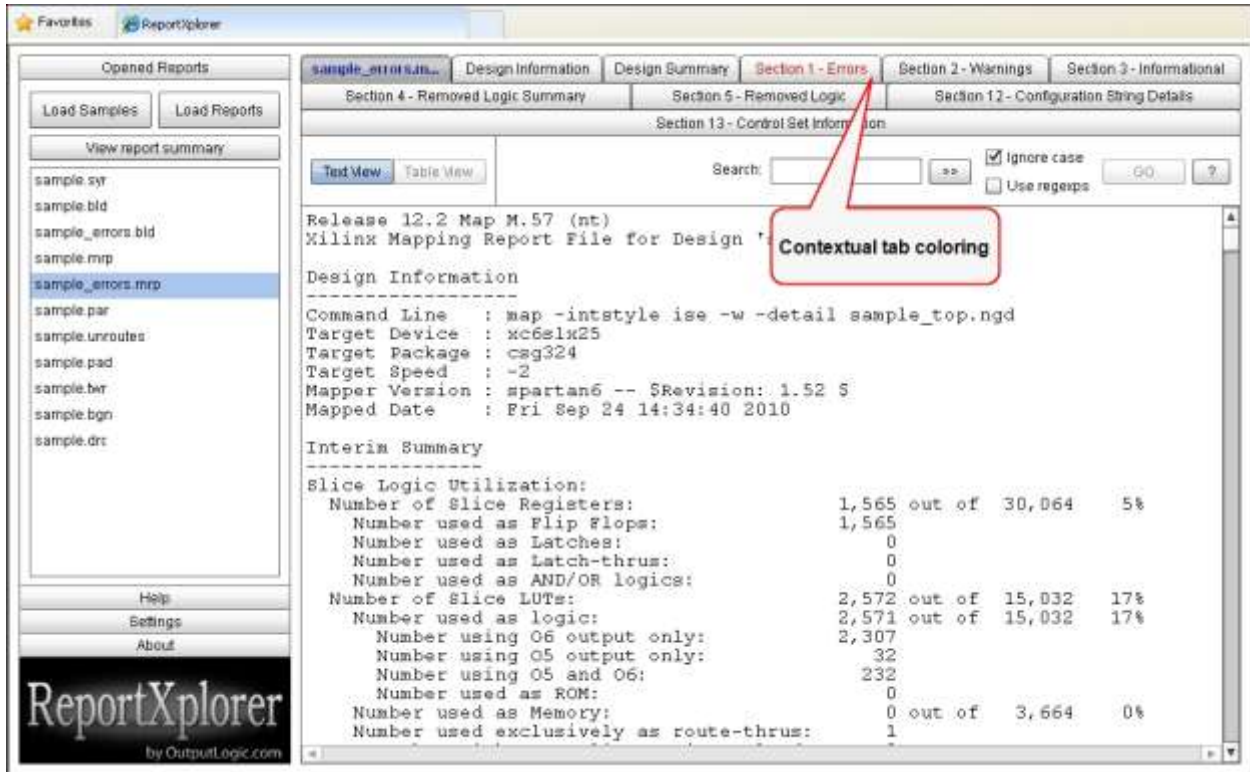 Favorites
ReportXplorer
Opened Reports
Load Samples
Load Reports
View report summary
sample.syr
sample.bld
sample_errors.bld
sample.mrp
sample_errors.mrp
sample.par
sample.unroutes
sample.pad
sample.twr
sample.bgn
sample.drc
Help
Settings
About
ReportXplorer
by OutputLogic.com
sample_errors.m...
Design Information
Design Summary
Section 1 - Errors
Section 2 - Warnings
Section 3 - Informational
Section 4 - Removed Logic Summary
Section 5 - Removed Logic
Section 12 - Configuration String Details
Section 13 - Control Set Information
Text View
Table View
Search:
>>
Ignore case
Use regexps
GO
?
Contextual tab coloring
Release 12.2 Map M.57 (nt)
Xilinx Mapping Report File for Design '
Design Information
------------------
Command Line   : map -intstyle ise -w -detail sample_top.ngd
Target Device  : xc6slx25
Target Package : csg324
Target Speed   : -2
Mapper Version : spartan6 -- $Revision: 1.52 $
Mapped Date    : Fri Sep 24 14:34:40 2010
Interim Summary
---------------
Slice Logic Utilization:
Number of Slice Registers: 1,565 out of 30,064 5%
Number used as Flip Flops: 1,565
Number used as Latches: 0
Number used as Latch-thrus: 0
Number used as AND/OR logics: 0
Number of Slice LUTs: 2,572 out of 15,032 17%
Number used as logic: 2,571 out of 15,032 17%
Number using O6 output only: 2,307
Number using O5 output only: 32
Number using O5 and O6: 232
Number used as ROM: 0
Number used as Memory: 0 out of 3,664 0%
Number used exclusively as route-thrus: 1